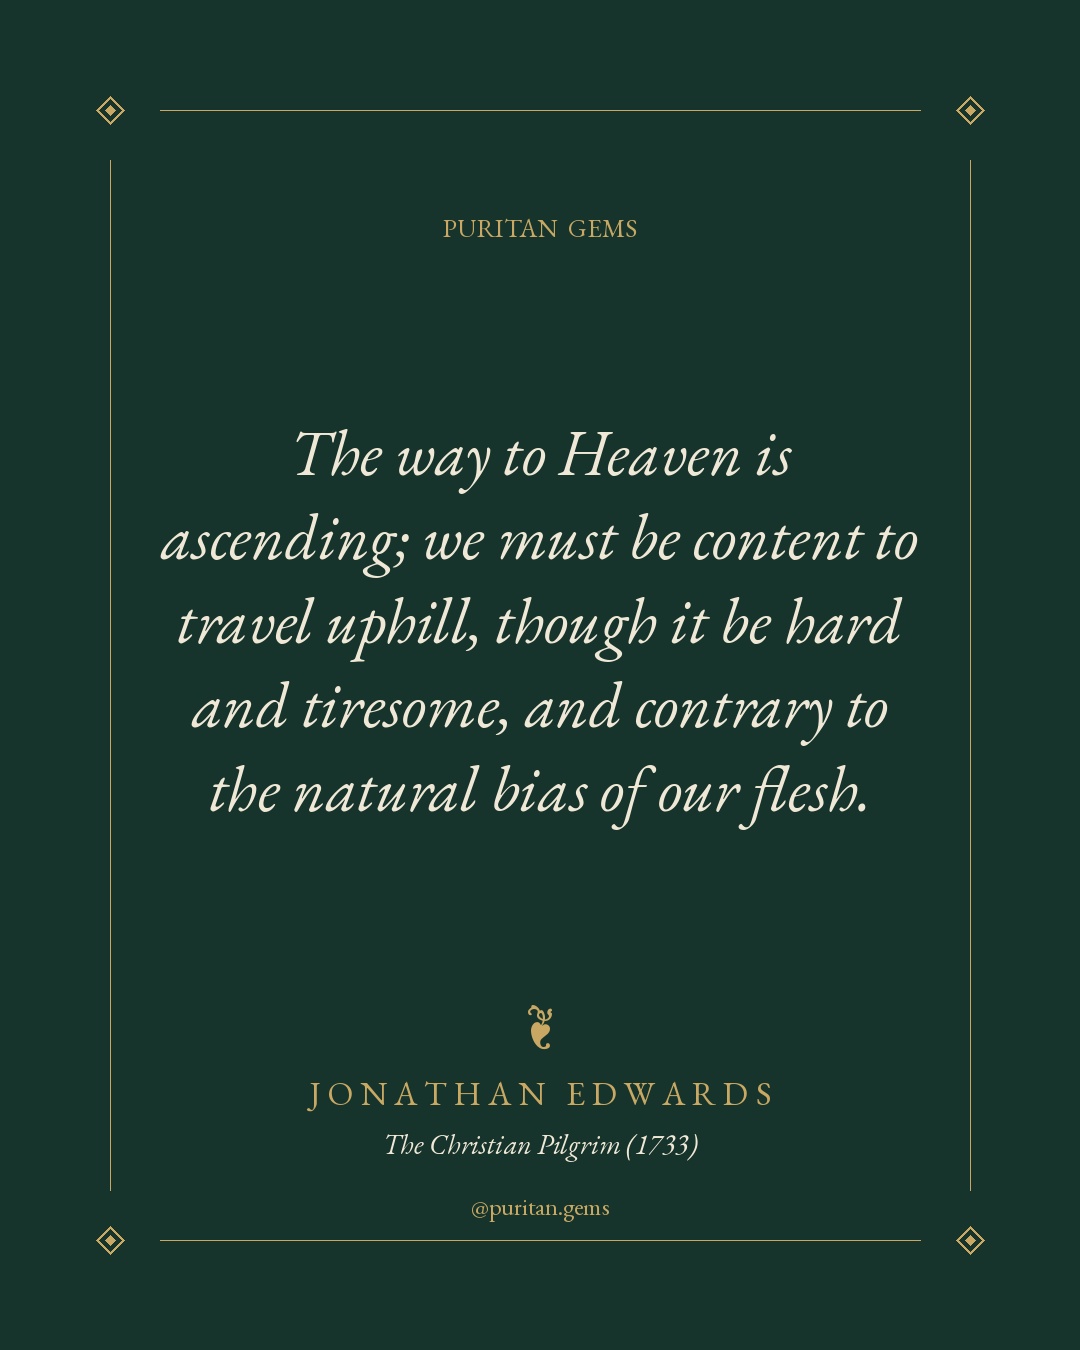 PURITAN GEMS
The way to Heaven is
ascending; we must be content to
travel uphill, though it be hard
and tiresome, and contrary to
the natural bias of our flesh.
JONATHAN EDWARDS
The Christian Pilgrim (1733)
@puritan.gems